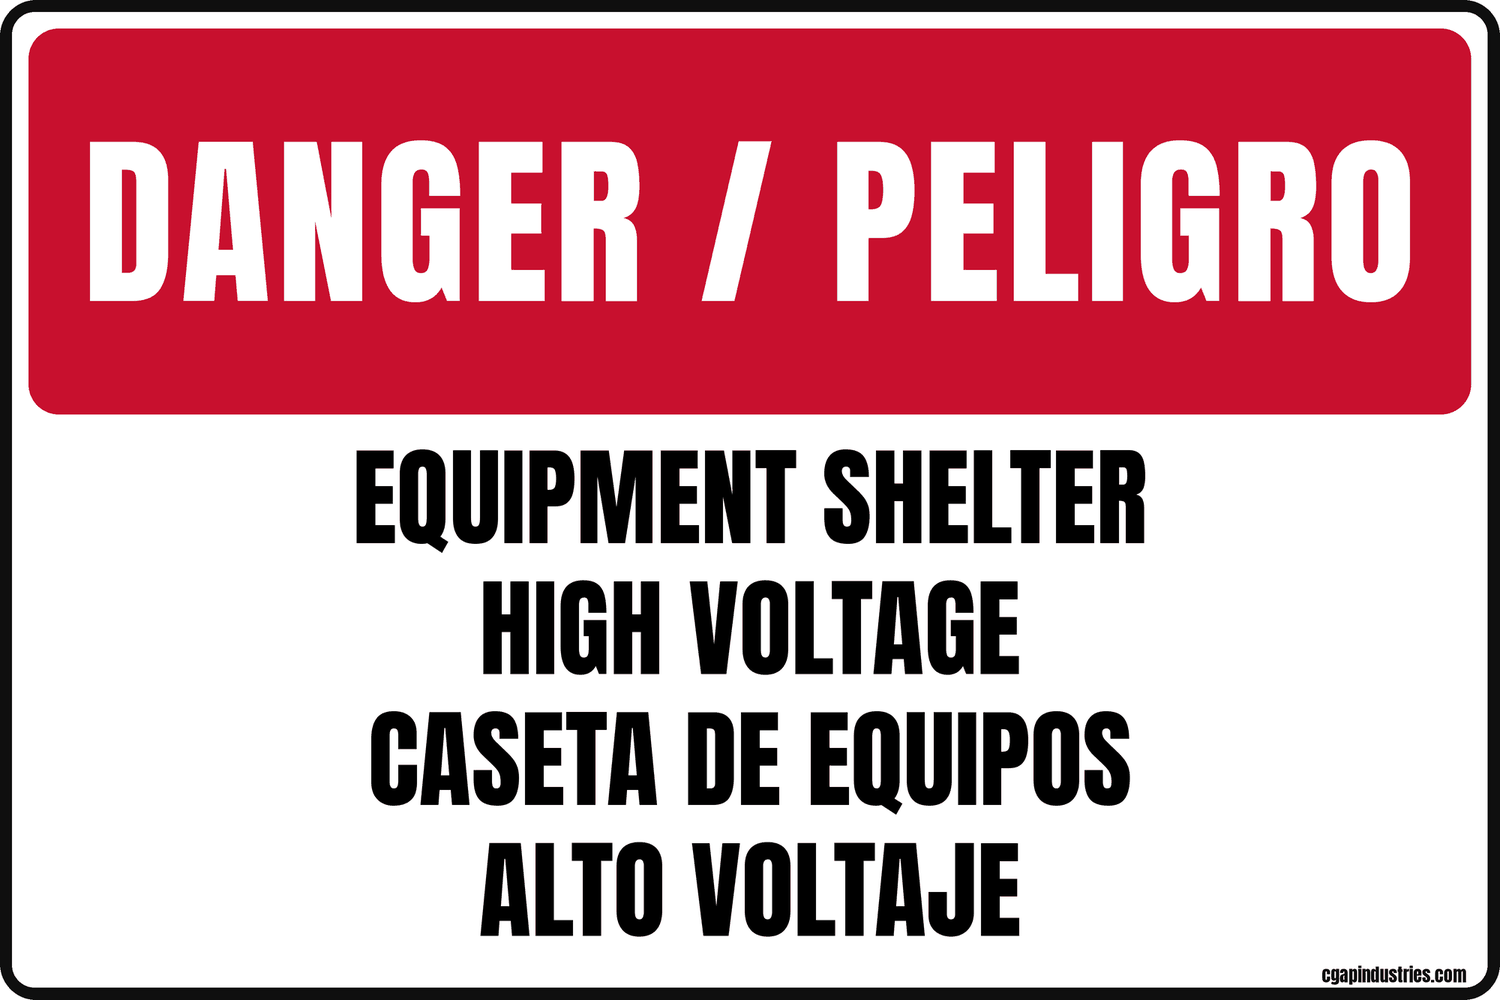 DANGER / PELIGRO
EQUIPMENT SHELTER
HIGH VOLTAGE
CASETA DE EQUIPOS
ALTO VOLTAJE
cgapindustries.com